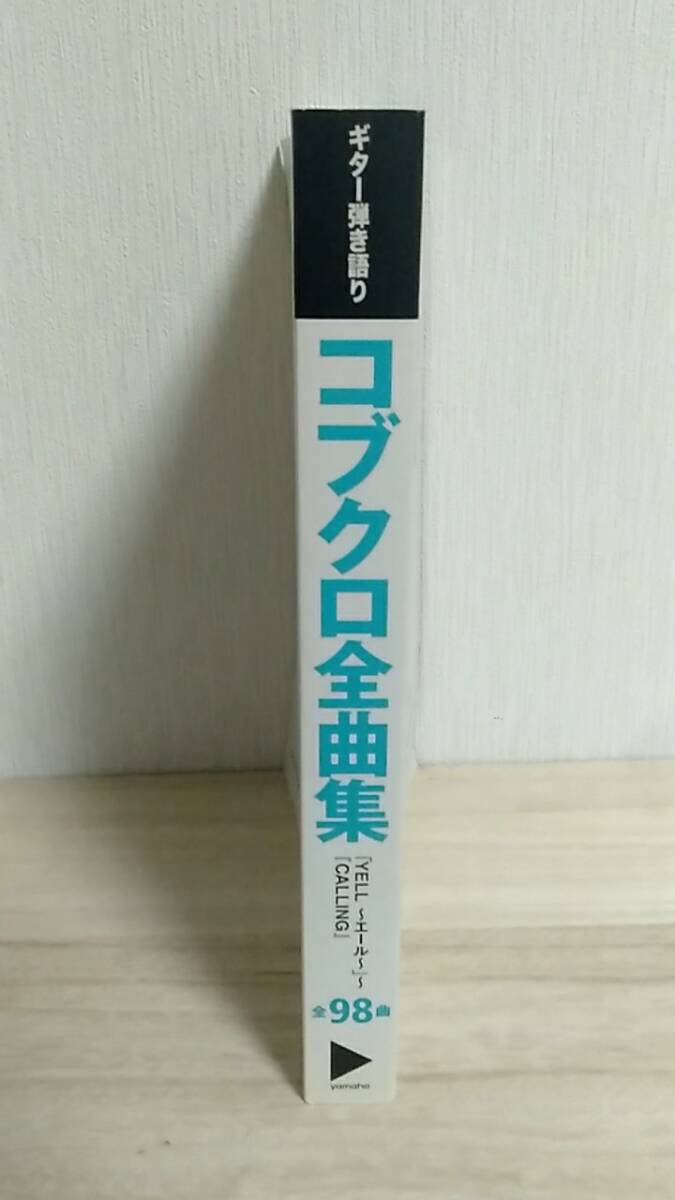 ギター弾き語り
コブクロ全曲集
「YELL ～エール～」～
『CALLING』
全98曲
yamaha